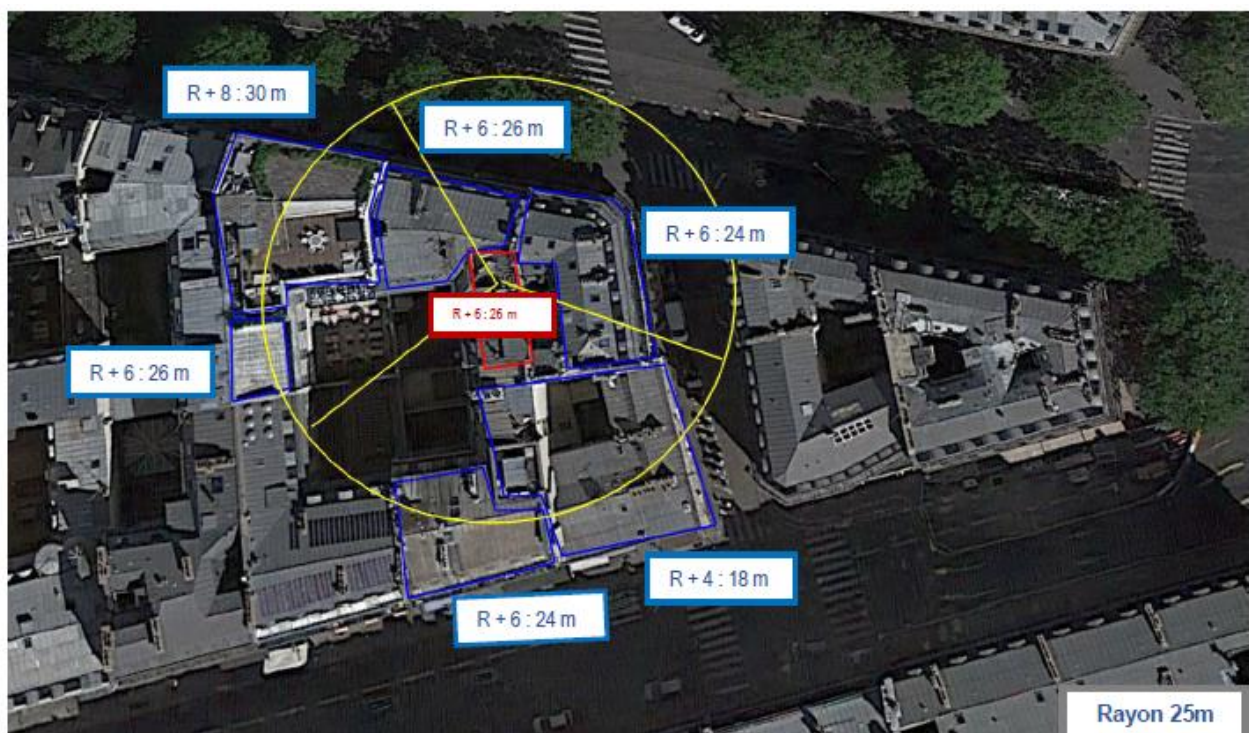 R + 8 : 30 m
R + 6 : 26 m
R + 6 : 24 m
R + 6 : 26 m
R + 6 : 26 m
R + 4 : 18 m
R + 6 : 24 m
Rayon 25m